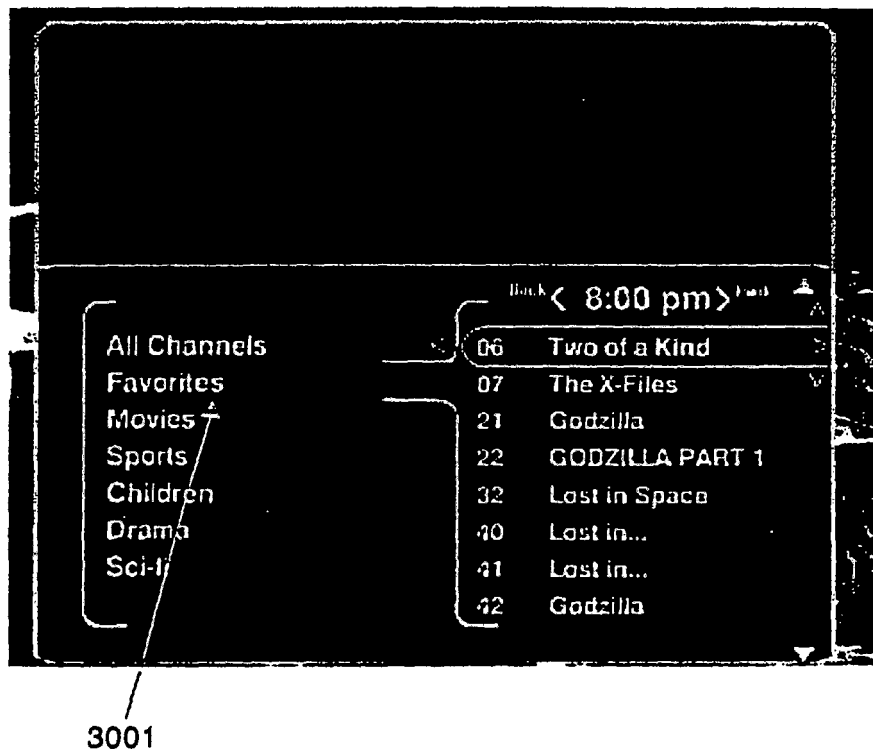 Back < 8:00 pm > Fwd
All Channels
Favorites
Movies
Sports
Children
Drama
Sci-fi
06 Two of a Kind
07 The X-Files
21 Godzilla
22 GODZILLA PART 1
32 Lost in Space
40 Lost in...
41 Lost in...
42 Godzilla
3001